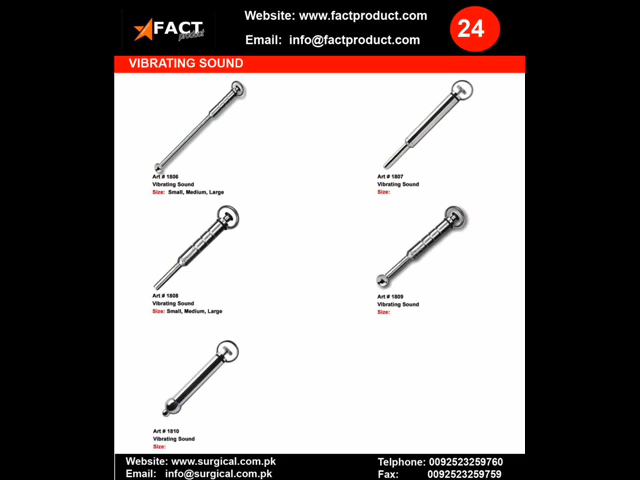 FACT
product
Website: www.factproduct.com
Email: info@factproduct.com
24
VIBRATING SOUND
Art # 1806
Vibrating Sound
Size: Small, Medium, Large
Art # 1807
Vibrating Sound
Size:
Art # 1808
Vibrating Sound
Size: Small, Medium, Large
Art # 1809
Vibrating Sound
Size:
Art # 1810
Vibrating Sound
Size:
Website: www.surgical.com.pk
Email: info@surgical.com.pk
Telphone: 0092523259760
Fax: 0092523259759